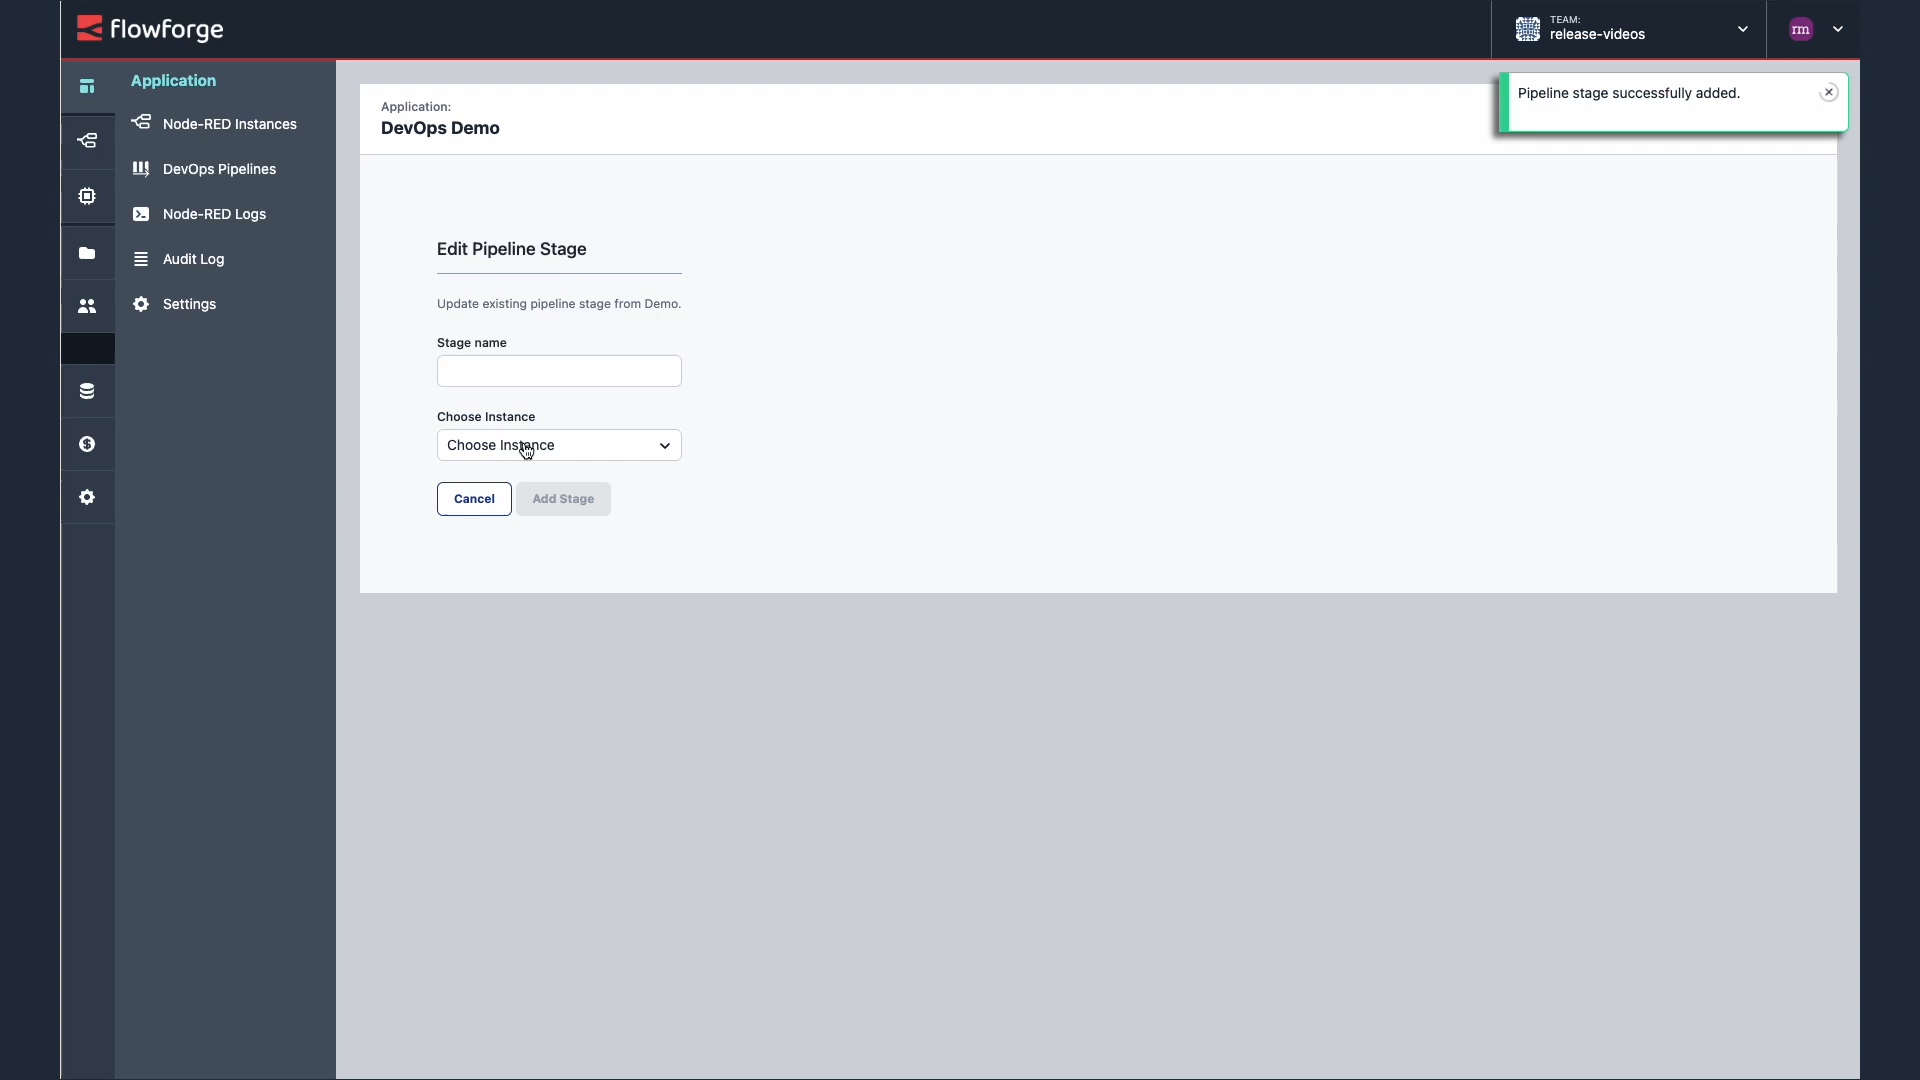 flowforge
TEAM:
release-videos
rm
Application
Node-RED Instances
DevOps Pipelines
Node-RED Logs
Audit Log
Settings
Application:
DevOps Demo
Pipeline stage successfully added.
Edit Pipeline Stage
Update existing pipeline stage from Demo.
Stage name
Choose Instance
Choose Instance
Cancel
Add Stage